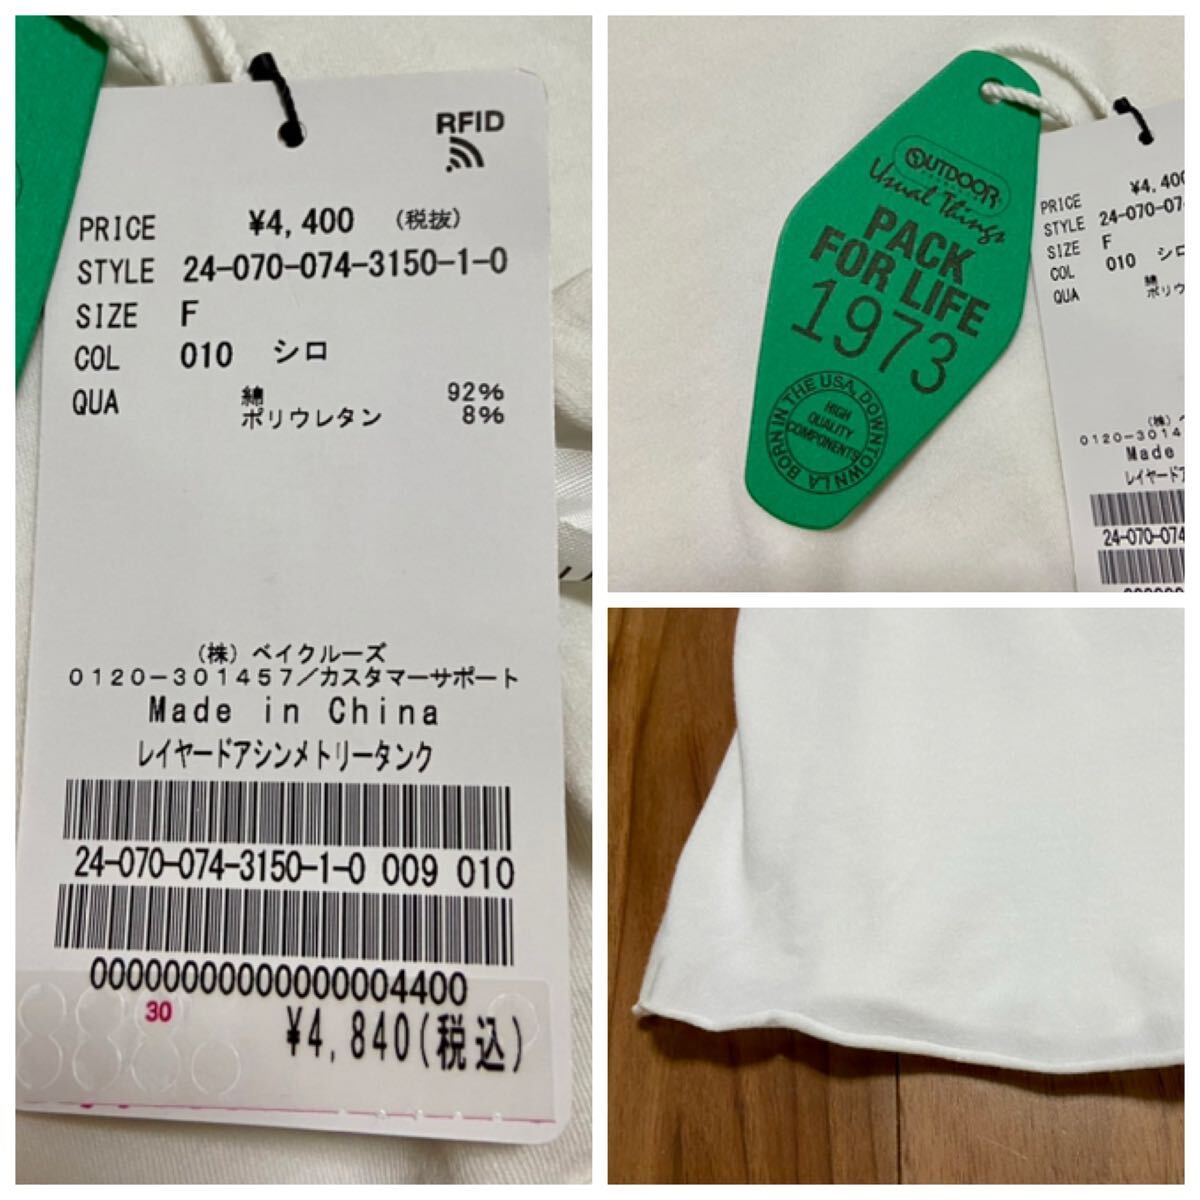 RFID
PRICE ¥4,400 (税抜)
STYLE 24-070-074-3150-1-0
SIZE F
COL 010 シロ
QUA 綿 92%
ポリウレタン 8%
(株) ベイクルーズ
0120-301457/カスタマーサポート
Made in China
レイヤードアシンメトリータンク
24-070-074-3150-1-0 009 010
00000000000000004400
30
¥4,840(税込)
OUTDOOR
Usual Things
PACK
FOR LIFE
1973
BORN IN THE USA, DOWNTOWN LA
HIGH
QUALITY
COMPONENTS
PRICE ¥4,400
STYLE 24-070-07
SIZE F
COL 010 シロ
QUA 綿
ポリウ
(株)
0120-3014
Made
レイヤードア
24-070-074